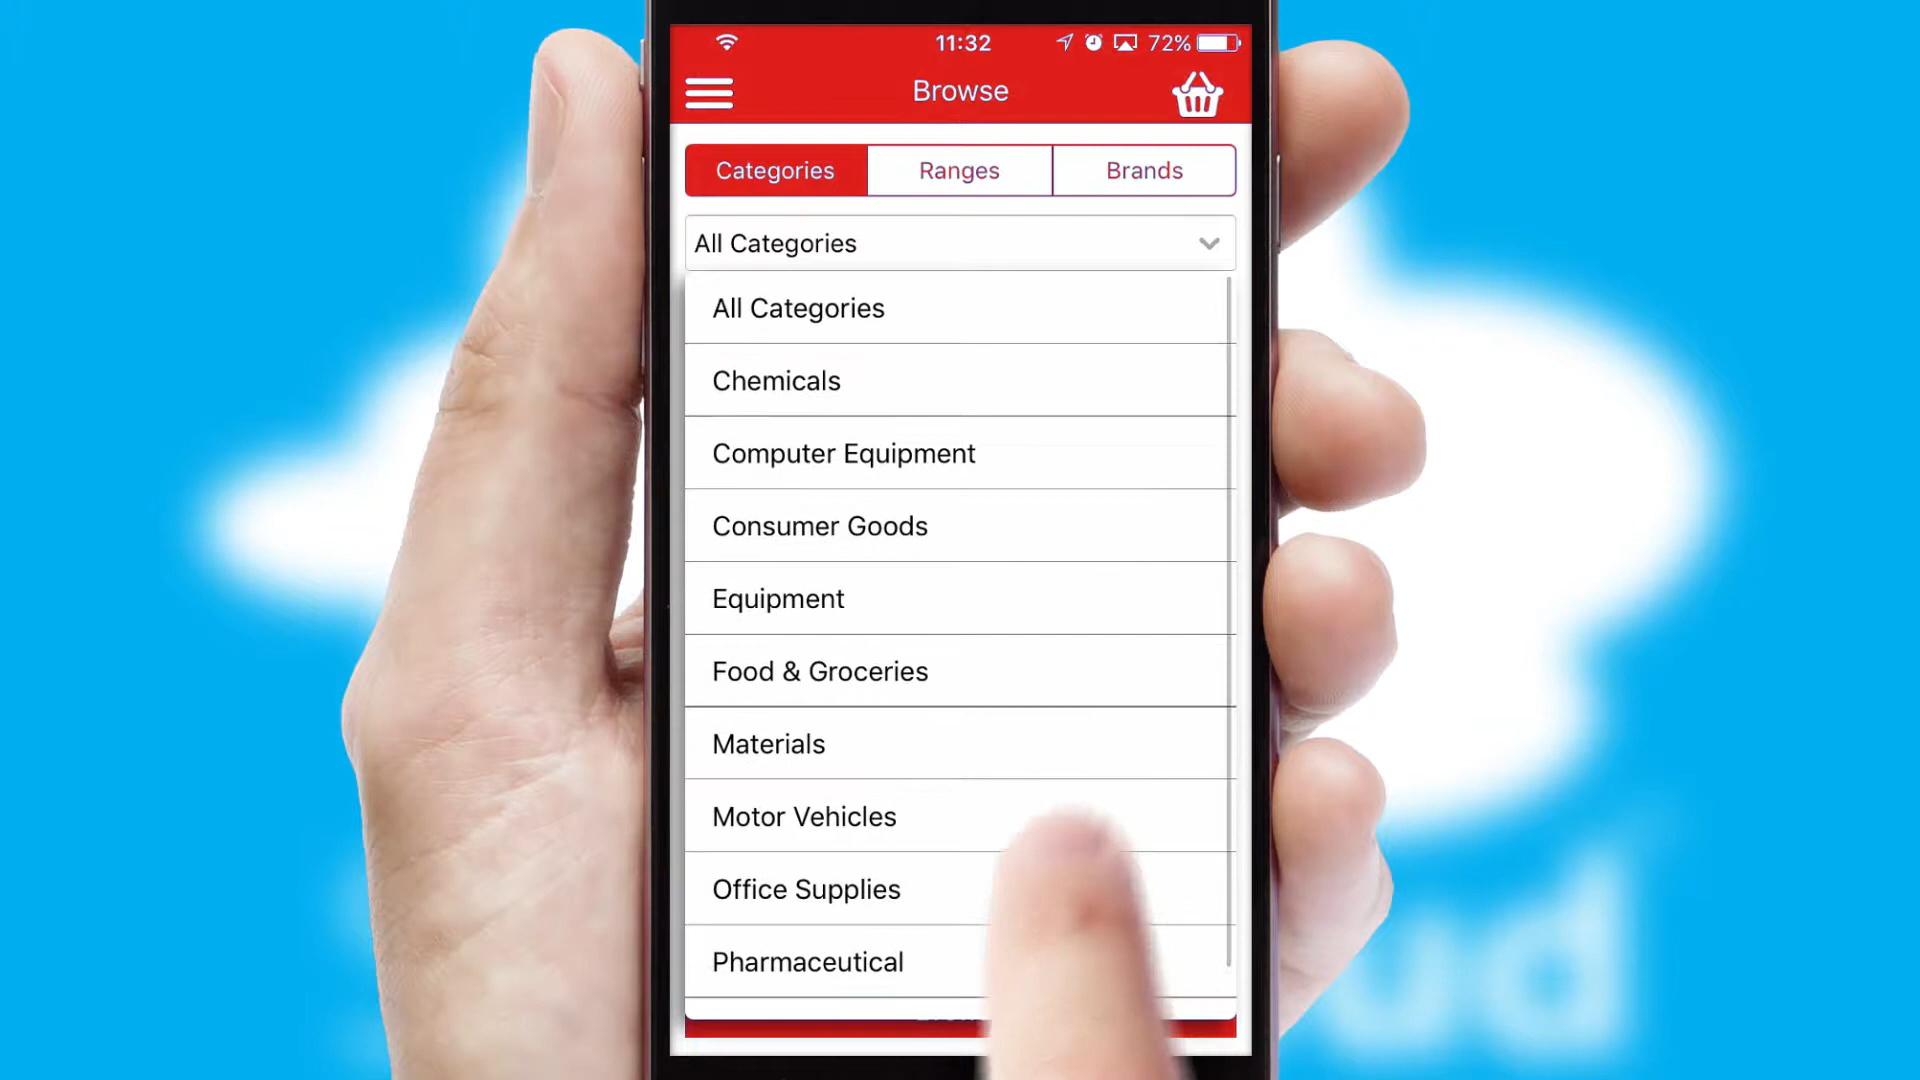 11:32
72%
Browse
Categories
Ranges
Brands
All Categories
All Categories
Chemicals
Computer Equipment
Consumer Goods
Equipment
Food & Groceries
Materials
Motor Vehicles
Office Supplies
Pharmaceutical